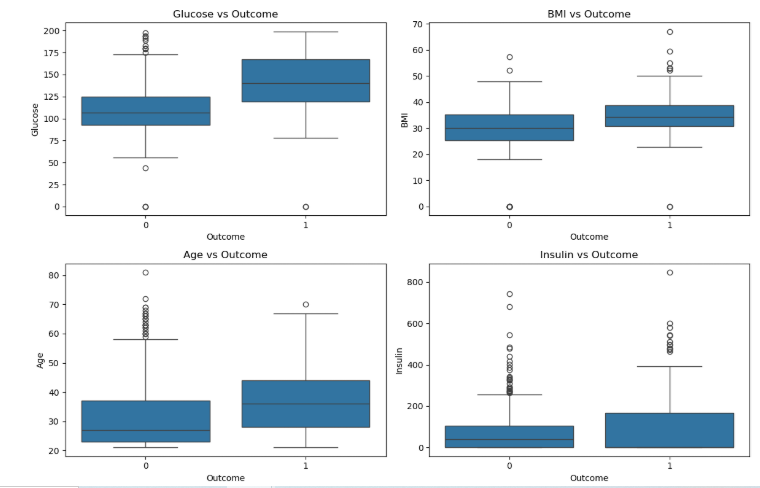 Glucose vs Outcome
Glucose
200
175
150
125
100
75
50
25
0
0 1
Outcome
BMI vs Outcome
BMI
70
60
50
40
30
20
10
0
0 1
Outcome
Age vs Outcome
Age
80
70
60
50
40
30
20
0 1
Outcome
Insulin vs Outcome
Insulin
800
600
400
200
0
0 1
Outcome